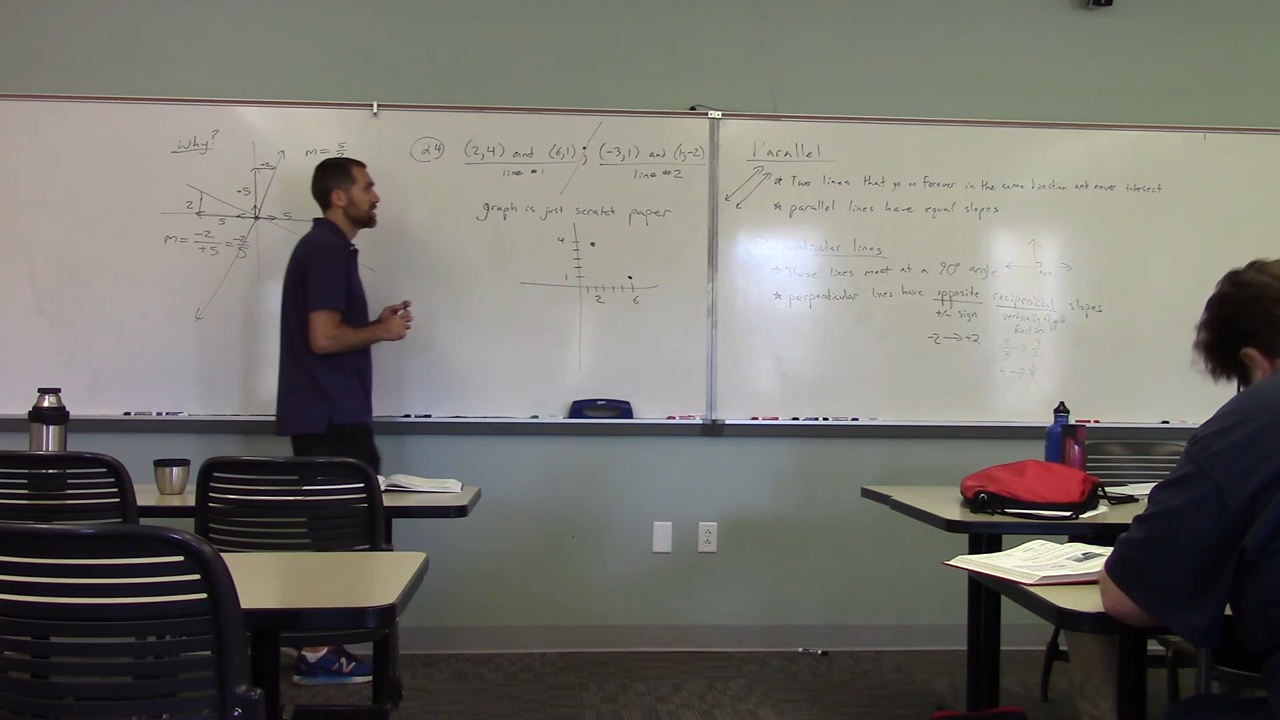 Why?
m = 5
+5
2
5
5
m = -2/+5 = -2/5
24 (2,4) and (6,1); (-3,1) and (1,-2)
line #1 line #2
graph is just scratch paper
4
1
2 6
Parallel
* Two lines that go on forever in the same direction and never intersect
* parallel lines have equal slopes
lines
* These lines meet at a 90° angle
* perpendicular lines have opposite reciprocal slopes
+/- sign vertically
fraction
-2 → +2